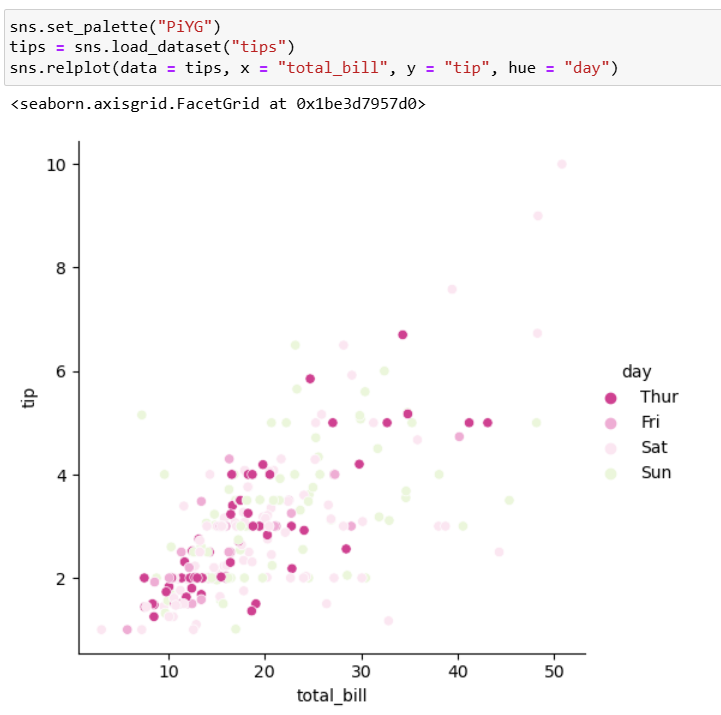 sns.set_palette("PiYG")
tips = sns.load_dataset("tips")
sns.relplot(data = tips, x = "total_bill", y = "tip", hue = "day")
<seaborn.axisgrid.FacetGrid at 0x1be3d7957d0>
10
8
6
4
2
tip
10
20
30
40
50
total_bill
day
Thur
Fri
Sat
Sun